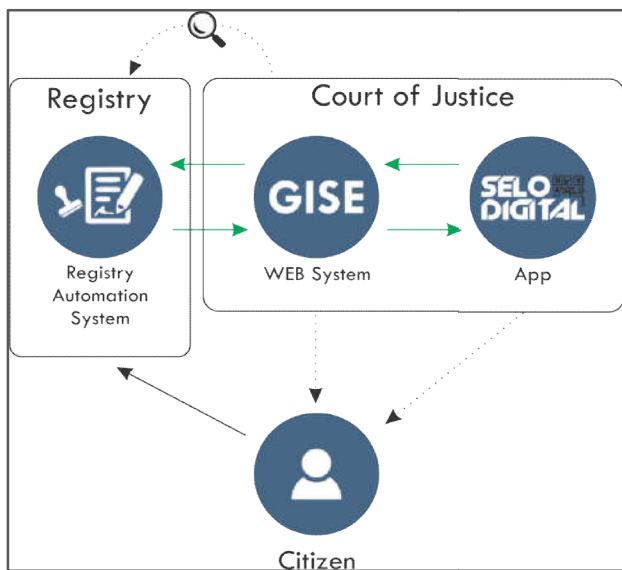 Registry
Court of Justice
GISE
SELO
DIGITAL
Registry
Automation
System
WEB System
App
Citizen